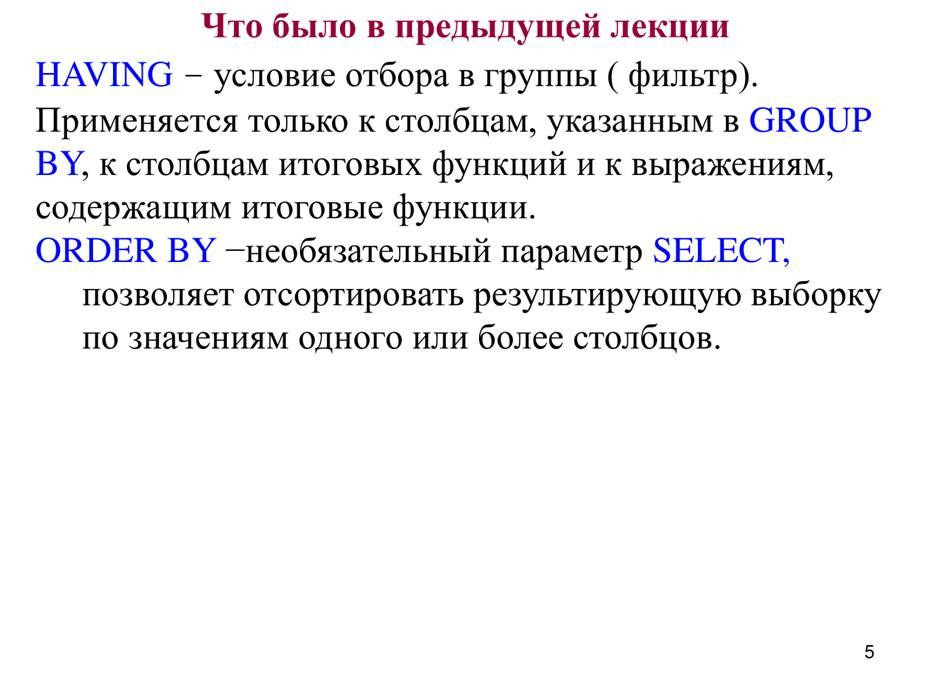 Что было в предыдущей лекции
HAVING − условие отбора в группы ( фильтр).
Применяется только к столбцам, указанным в GROUP
BY, к столбцам итоговых функций и к выражениям,
содержащим итоговые функции.
ORDER BY −необязательный параметр SELECT,
позволяет отсортировать результирующую выборку
по значениям одного или более столбцов.
5